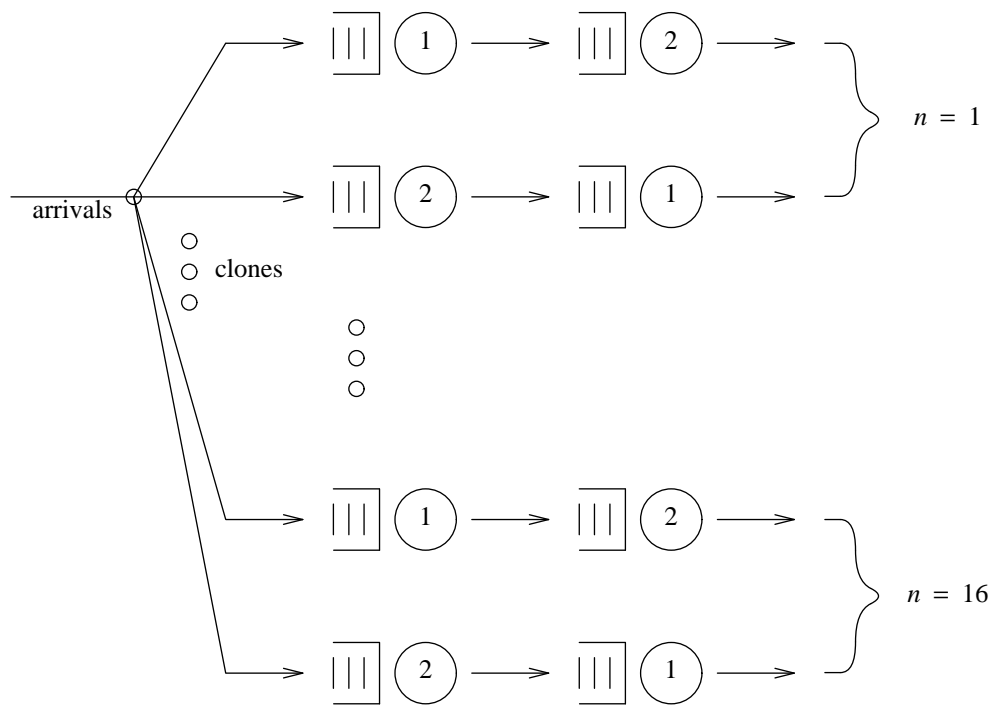 1 2
n = 1
arrivals 2 1
clones
1 2
n = 16
2 1